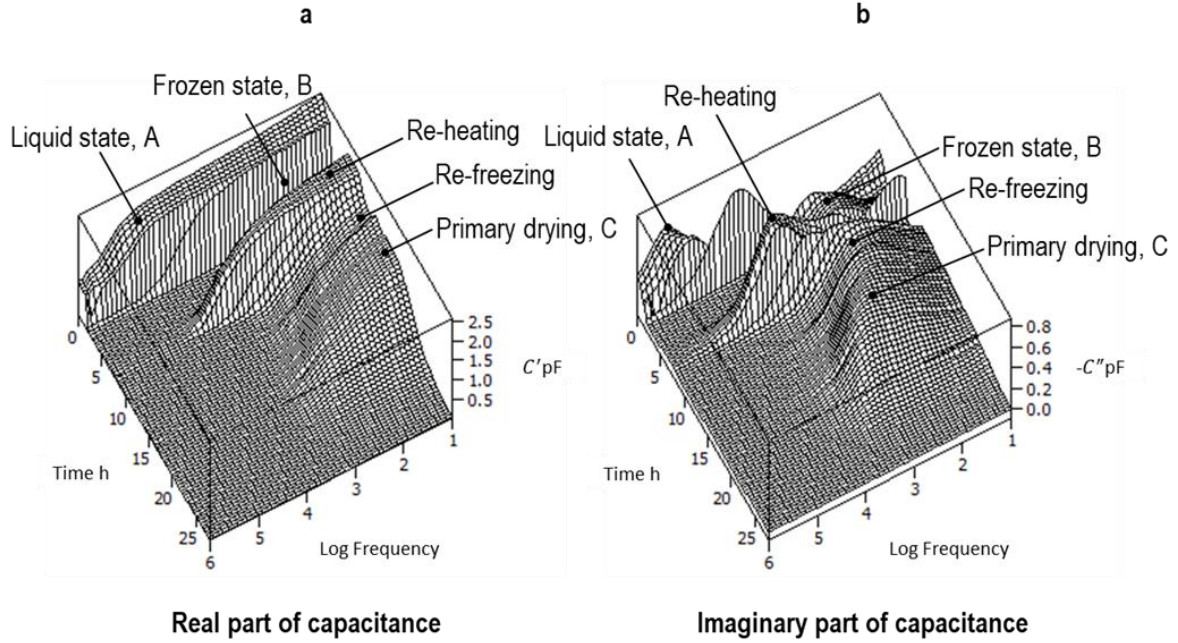 a
b
Frozen state, B
Liquid state, A
Re-heating
Re-freezing
Primary drying, C
2.5
2.0
1.5
1.0
0.5
C′pF
0
5
10
15
20
25
Time h
6
5
4
3
2
1
Log Frequency
Re-heating
Liquid state, A
Frozen state, B
Re-freezing
Primary drying, C
0.8
0.6
0.4
0.2
0.0
-C″pF
0
5
10
15
20
25
Time h
6
5
4
3
2
1
Log Frequency
Real part of capacitance
Imaginary part of capacitance